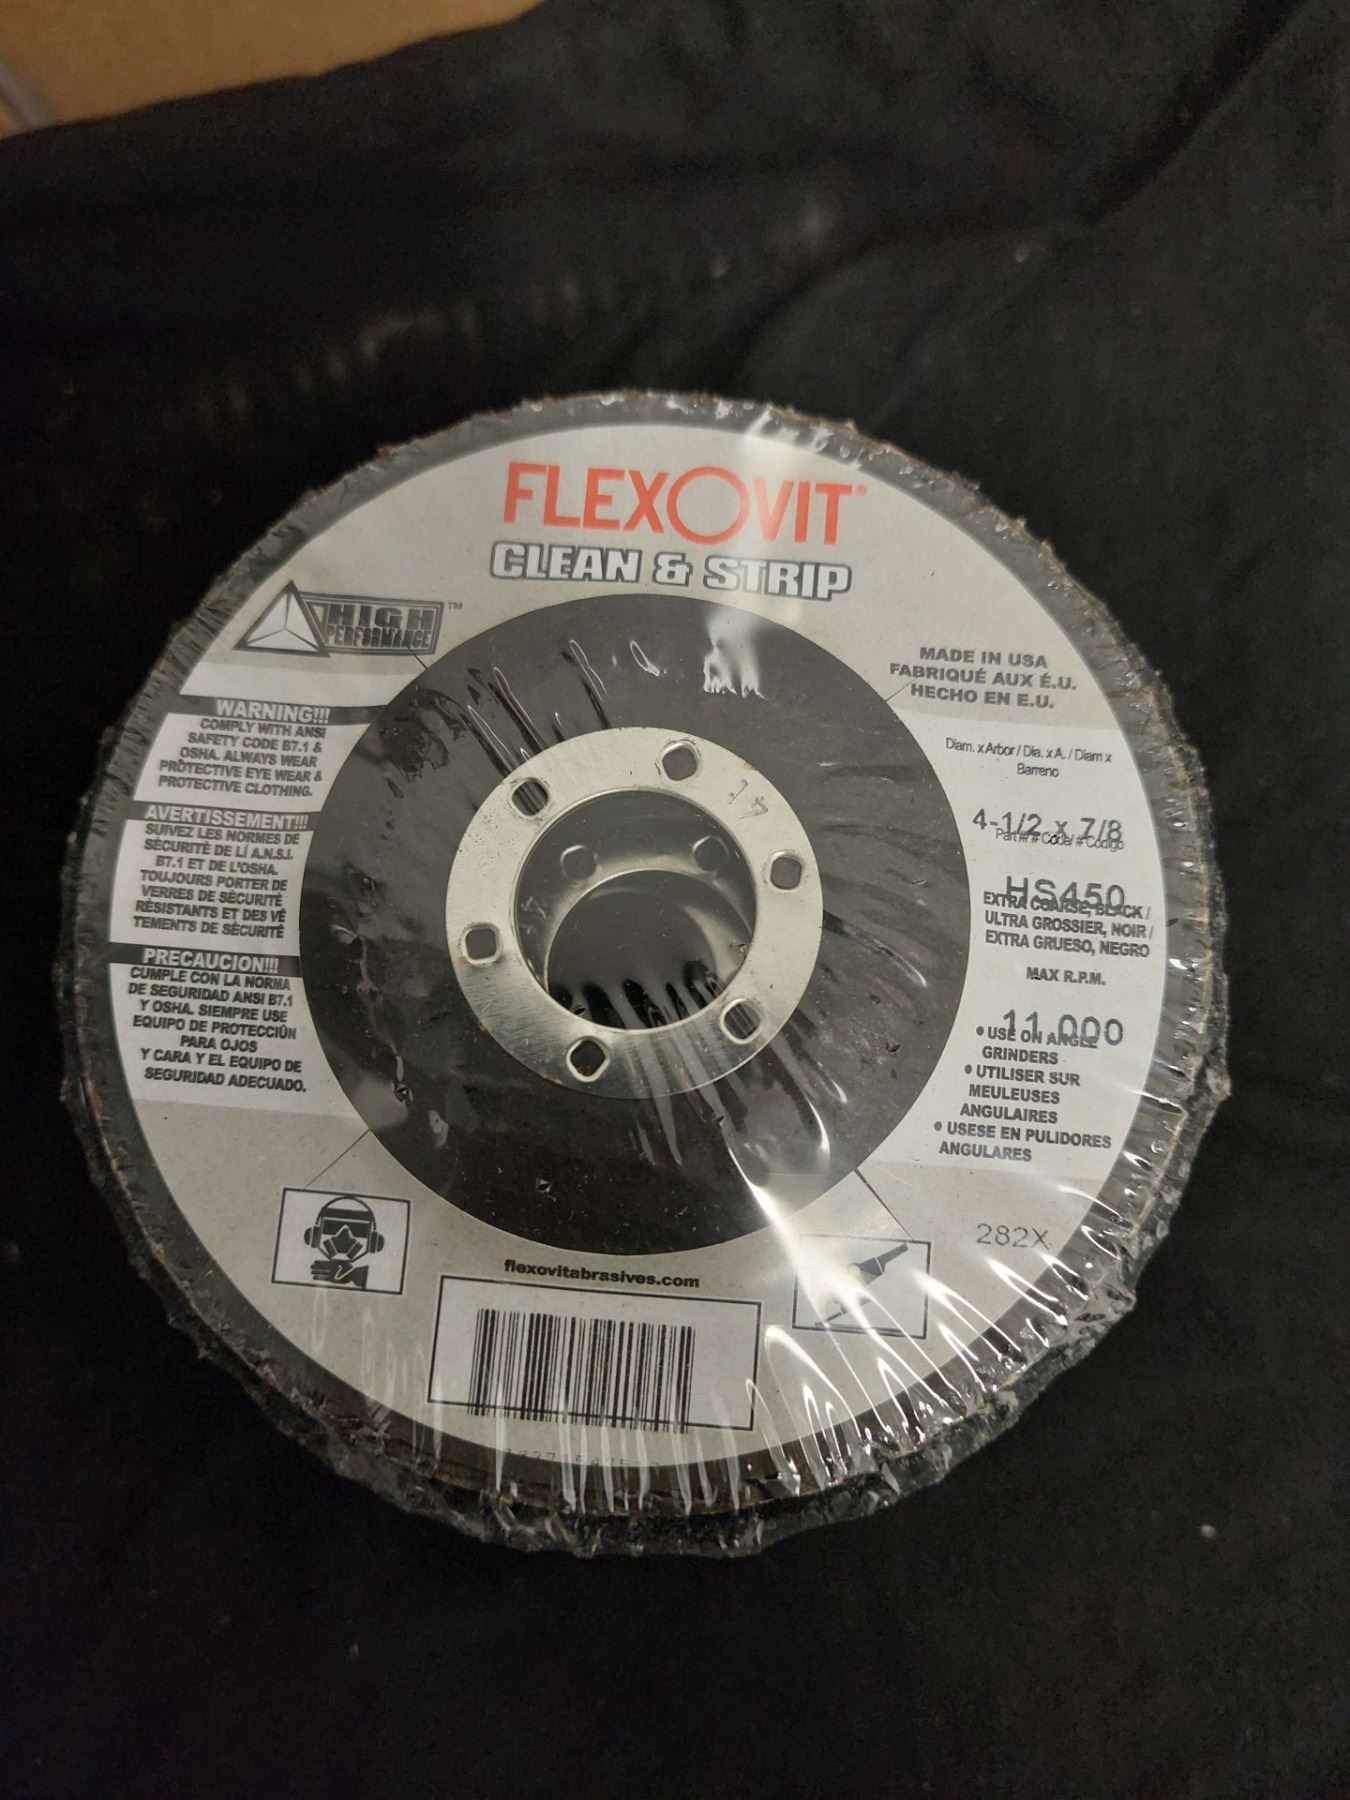 FLEXOVIT®
CLEAN & STRIP
HIGH
PERFORMANCE™
WARNING!!!
COMPLY WITH ANSI
SAFETY CODE B7.1 &
OSHA. ALWAYS WEAR
PROTECTIVE EYE WEAR &
PROTECTIVE CLOTHING.
AVERTISSEMENT!!!
SUIVEZ LES NORMES DE
SÉCURITÉ DE LÍ A.N.S.I.
B7.1 ET DE L'OSHA.
TOUJOURS PORTER DE
VERRES DE SÉCURITÉ
RÉSISTANTS ET DES VÊ
TEMENTS DE SÉCURITÉ
PRECAUCION!!!
CUMPLE CON LA NORMA
DE SEGURIDAD ANSI B7.1
Y OSHA. SIEMPRE USE
EQUIPO DE PROTECCIÓN
PARA OJOS
Y CARA Y EL EQUIPO DE
SEGURIDAD ADECUADO.
MADE IN USA
FABRIQUÉ AUX É.U.
HECHO EN E.U.
Diam. x Arbor / Dia. x A. / Diam x
Barreno
4-1/2 x 7/8
Part # / # Code / # Codigo
HS450
EXTRA COARSE, BLACK /
ULTRA GROSSIER, NOIR /
EXTRA GRUESO, NEGRO
MAX R.P.M.
11,000
• USE ON ANGLE
GRINDERS
• UTILISER SUR
MEULEUSES
ANGULAIRES
• USESE EN PULIDORES
ANGULARES
282X
41
flexovitabrasives.com